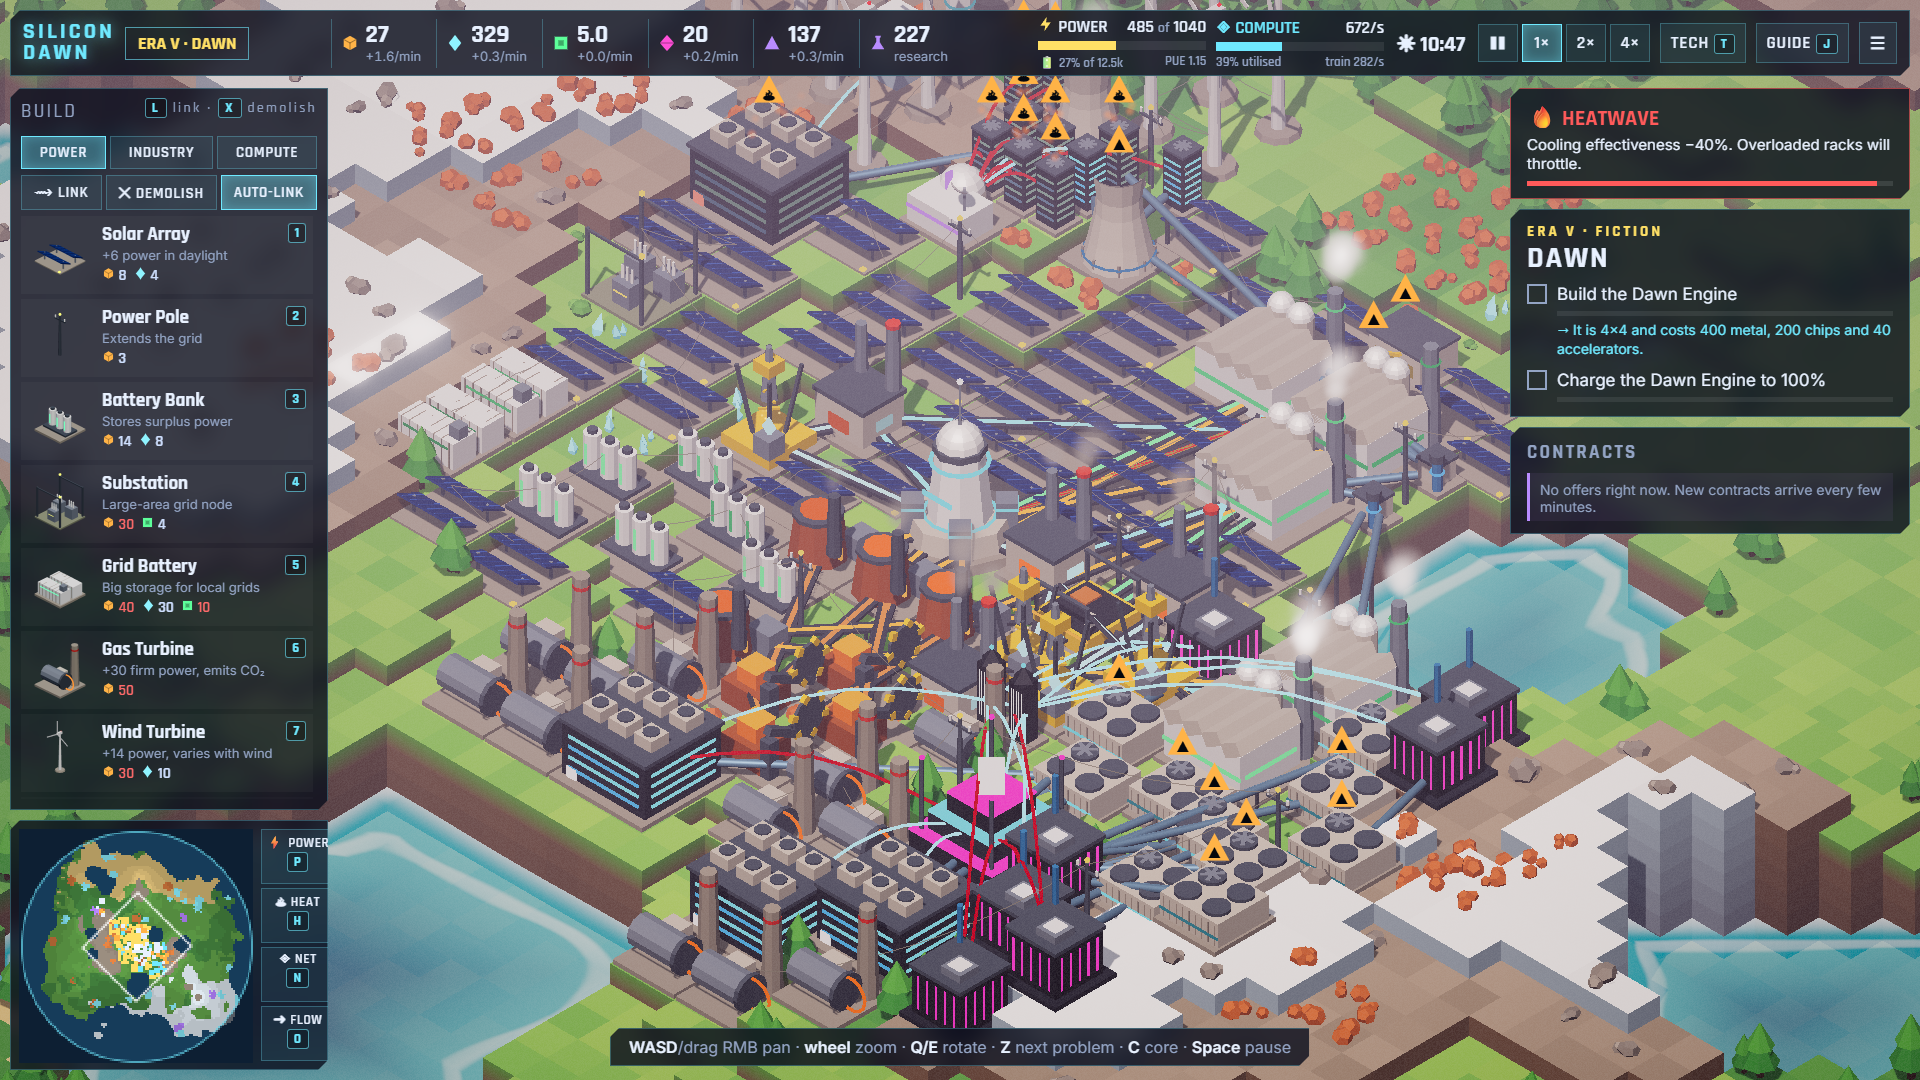 SILICON
DAWN
ERA V · DAWN
27
+1.6/min
329
+0.3/min
5.0
+0.0/min
20
+0.2/min
137
+0.3/min
227
research
POWER 485 of 1040
27% of 12.5k PUE 1.15
COMPUTE 672/s
39% utilised train 282/s
10:47
1×
2×
4×
TECH T
GUIDE J
BUILD L link · X demolish
POWER INDUSTRY COMPUTE
LINK DEMOLISH AUTO-LINK
Solar Array 1
+6 power in daylight
8 4
Power Pole 2
Extends the grid
3
Battery Bank 3
Stores surplus power
14 8
Substation 4
Large-area grid node
30 4
Grid Battery 5
Big storage for local grids
40 30 10
Gas Turbine 6
+30 firm power, emits CO₂
50
Wind Turbine 7
+14 power, varies with wind
30 10
POWER
P
HEAT
H
NET
N
FLOW
O
HEATWAVE
Cooling effectiveness −40%. Overloaded racks will
throttle.
ERA V · FICTION
DAWN
Build the Dawn Engine
→ It is 4×4 and costs 400 metal, 200 chips and 40
accelerators.
Charge the Dawn Engine to 100%
CONTRACTS
No offers right now. New contracts arrive every few
minutes.
WASD/drag RMB pan · wheel zoom · Q/E rotate · Z next problem · C core · Space pause